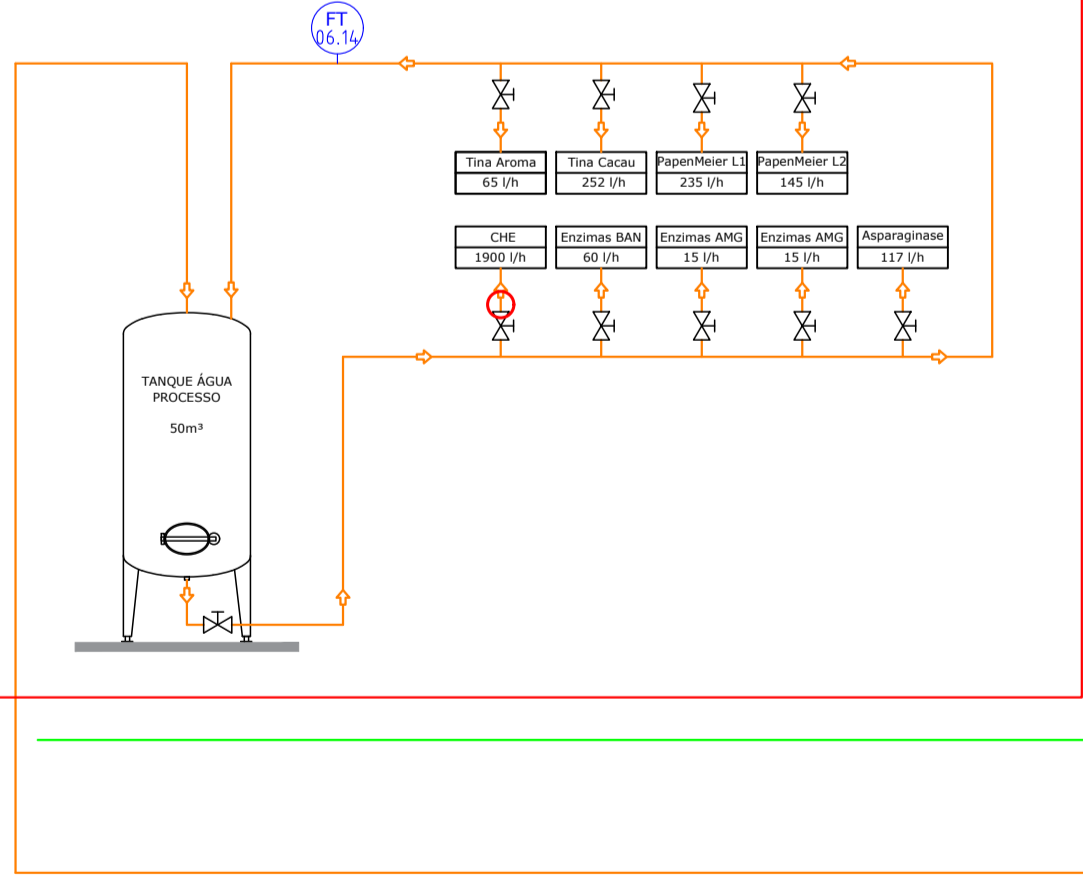 FT
06.14
Tina Aroma
65 l/h
Tina Cacau
252 l/h
PapenMeier L1
235 l/h
PapenMeier L2
145 l/h
CHE
1900 l/h
Enzimas BAN
60 l/h
Enzimas AMG
15 l/h
Enzimas AMG
15 l/h
Asparaginase
117 l/h
TANQUE ÁGUA
PROCESSO
50m³